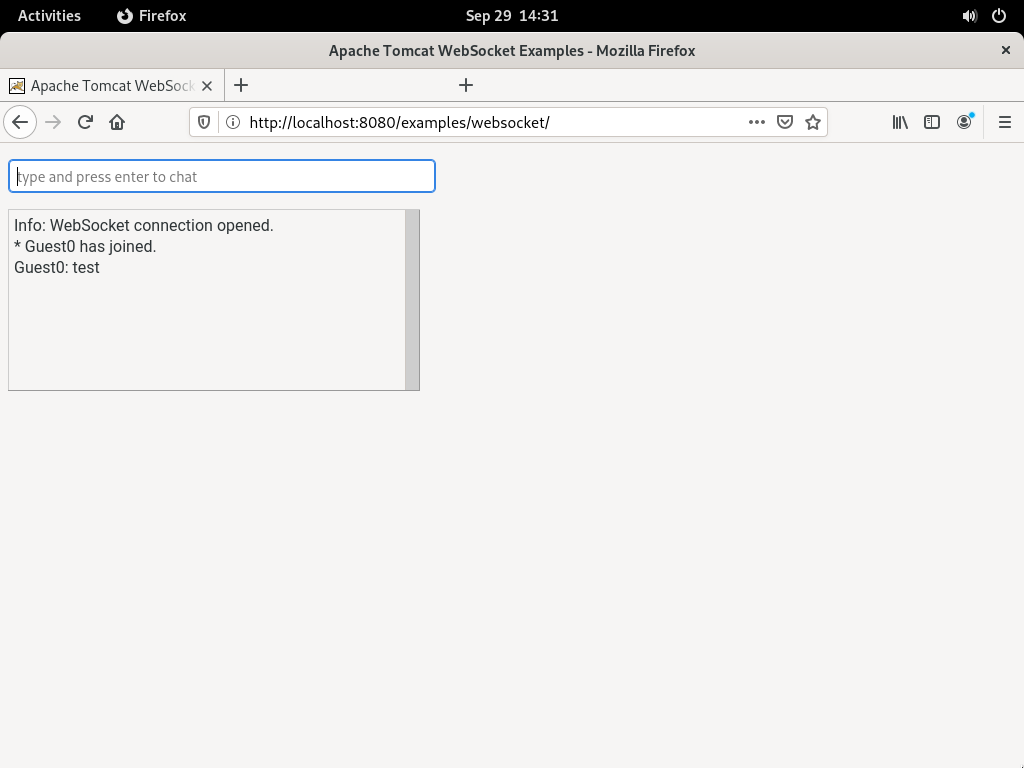 Activities Firefox Sep 29 14:31
Apache Tomcat WebSocket Examples - Mozilla Firefox
Apache Tomcat WebSock
http://localhost:8080/examples/websocket/
type and press enter to chat
Info: WebSocket connection opened.
* Guest0 has joined.
Guest0: test